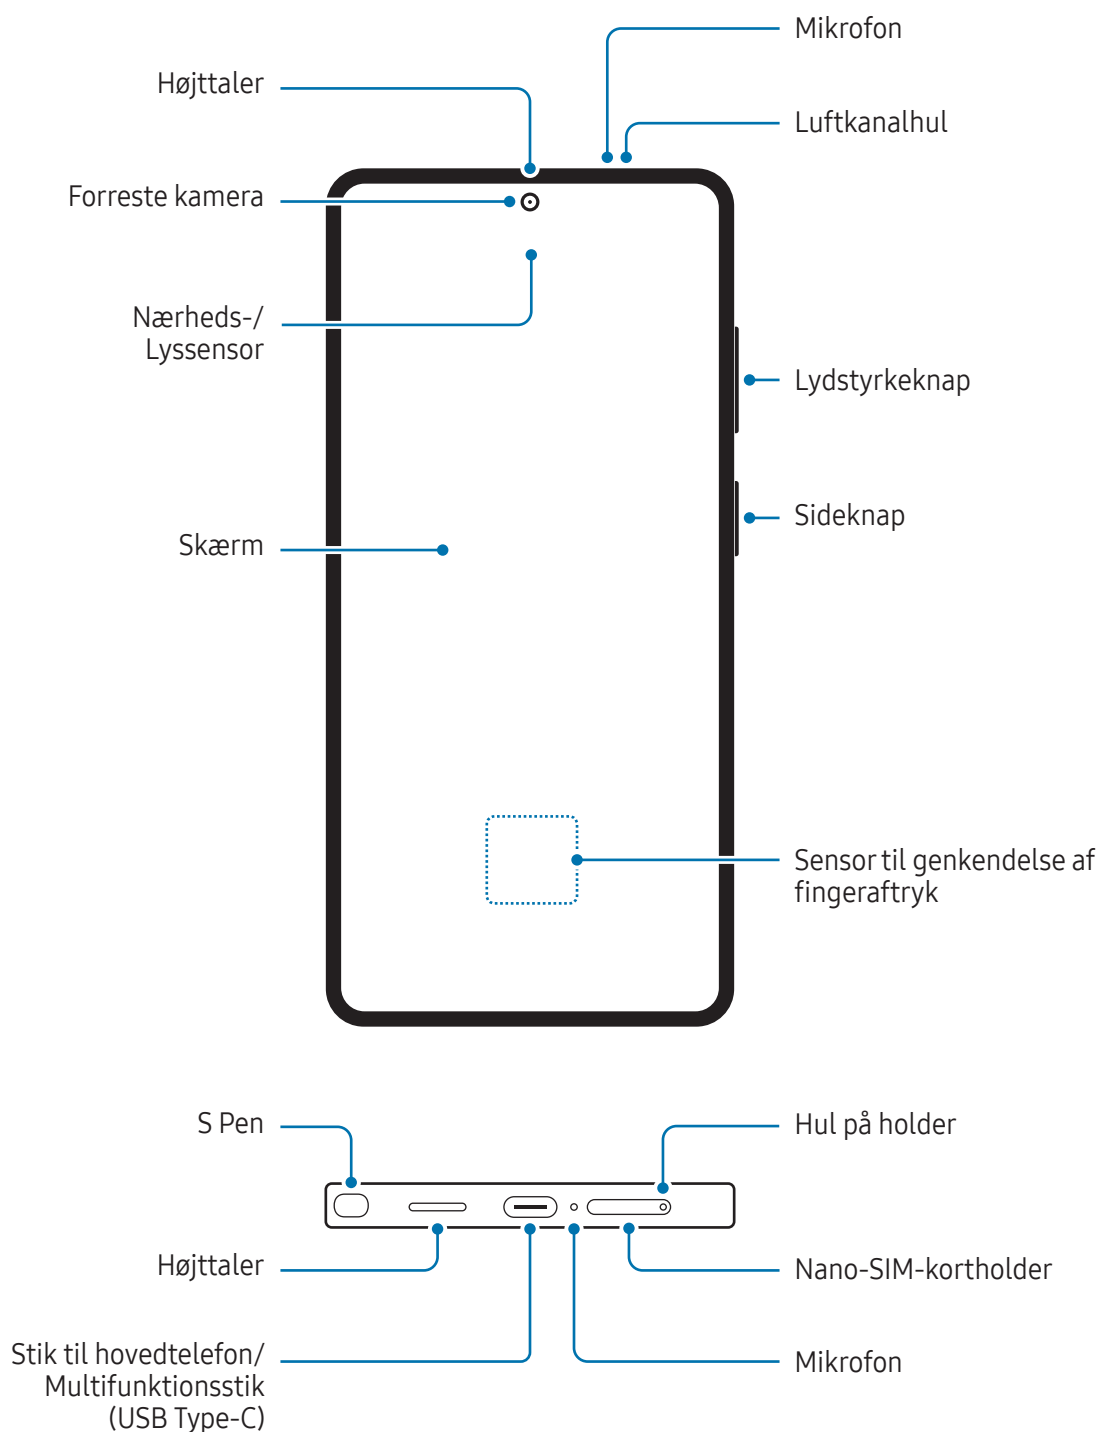 Mikrofon
Højttaler
Luftkanalhul
Forreste kamera
Nærheds-/
Lyssensor
Lydstyrkeknap
Sideknap
Skærm
Sensor til genkendelse af
fingeraftryk
S Pen
Hul på holder
Højttaler
Nano-SIM-kortholder
Stik til hovedtelefon/
Multifunktionsstik
(USB Type-C)
Mikrofon